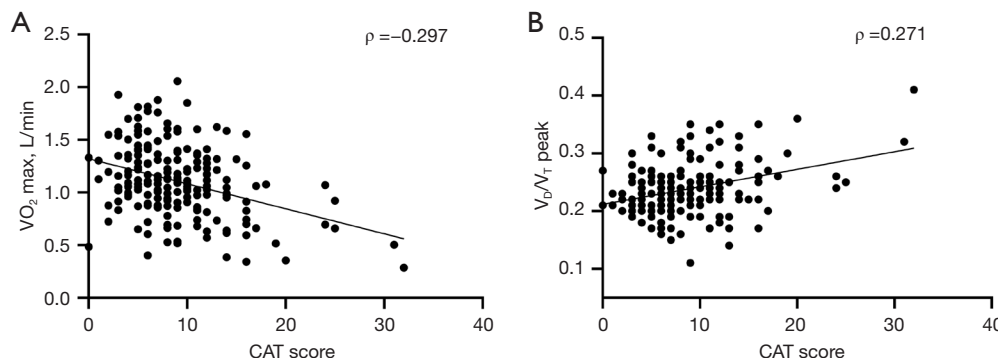 A
ρ =−0.297
VO₂ max, L/min
2.5
2.0
1.5
1.0
0.5
0.0
0 10 20 30 40
CAT score
B
ρ =0.271
V_D/V_T peak
0.5
0.4
0.3
0.2
0.1
0 10 20 30 40
CAT score